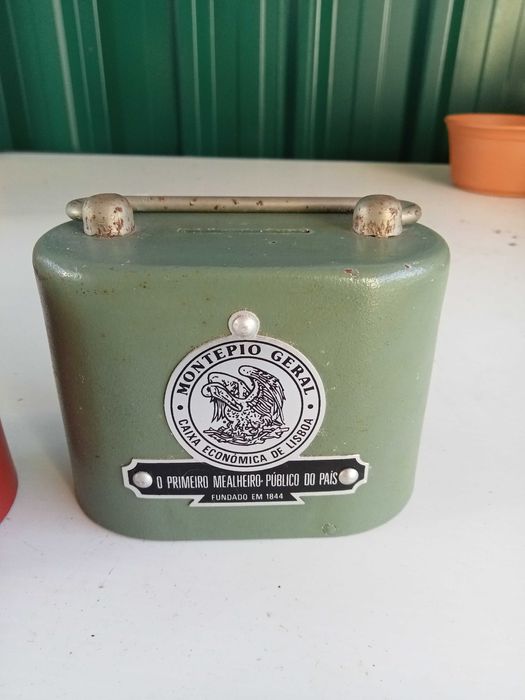 MONTEPIO GERAL
CAIXA ECONÓMICA DE LISBOA
O PRIMEIRO MEALHEIRO-PÚBLICO DO PAÍS
FUNDADO EM 1844